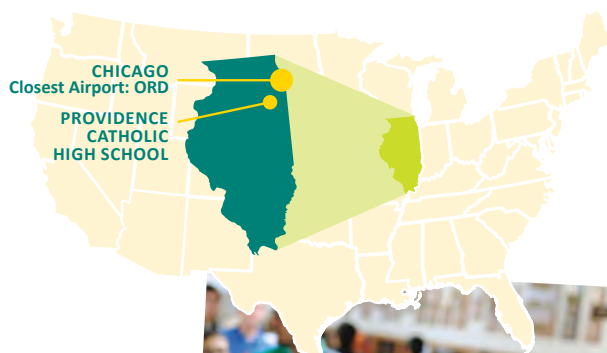 CHICAGO
Closest Airport: ORD
PROVIDENCE
CATHOLIC
HIGH SCHOOL